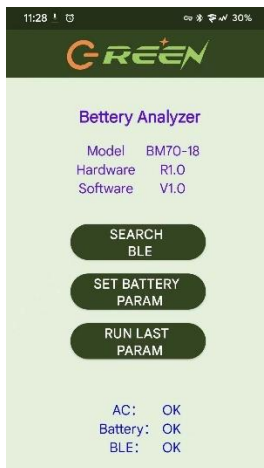 11:28
30%
G-REEN
Bettery Analyzer
Model BM70-18
Hardware R1.0
Software V1.0
SEARCH
BLE
SET BATTERY
PARAM
RUN LAST
PARAM
AC: OK
Battery: OK
BLE: OK